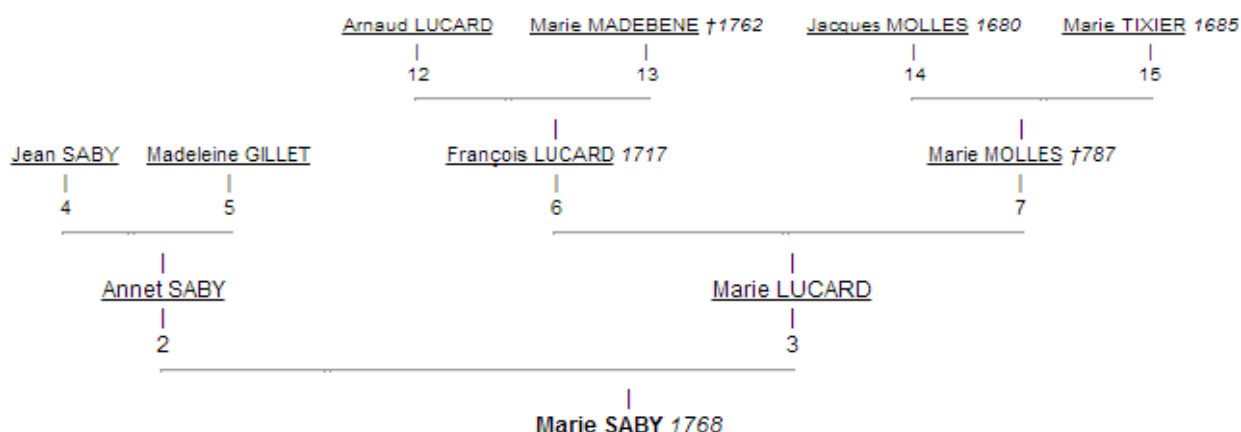 Arnaud LUCARD Marie MADEBENE †1762 Jacques MOLLES 1680 Marie TIXIER 1685
12 13 14 15
Jean SABY Madeleine GILLET François LUCARD 1717 Marie MOLLES †787
4 5 6 7
Annet SABY Marie LUCARD
2 3
Marie SABY 1768